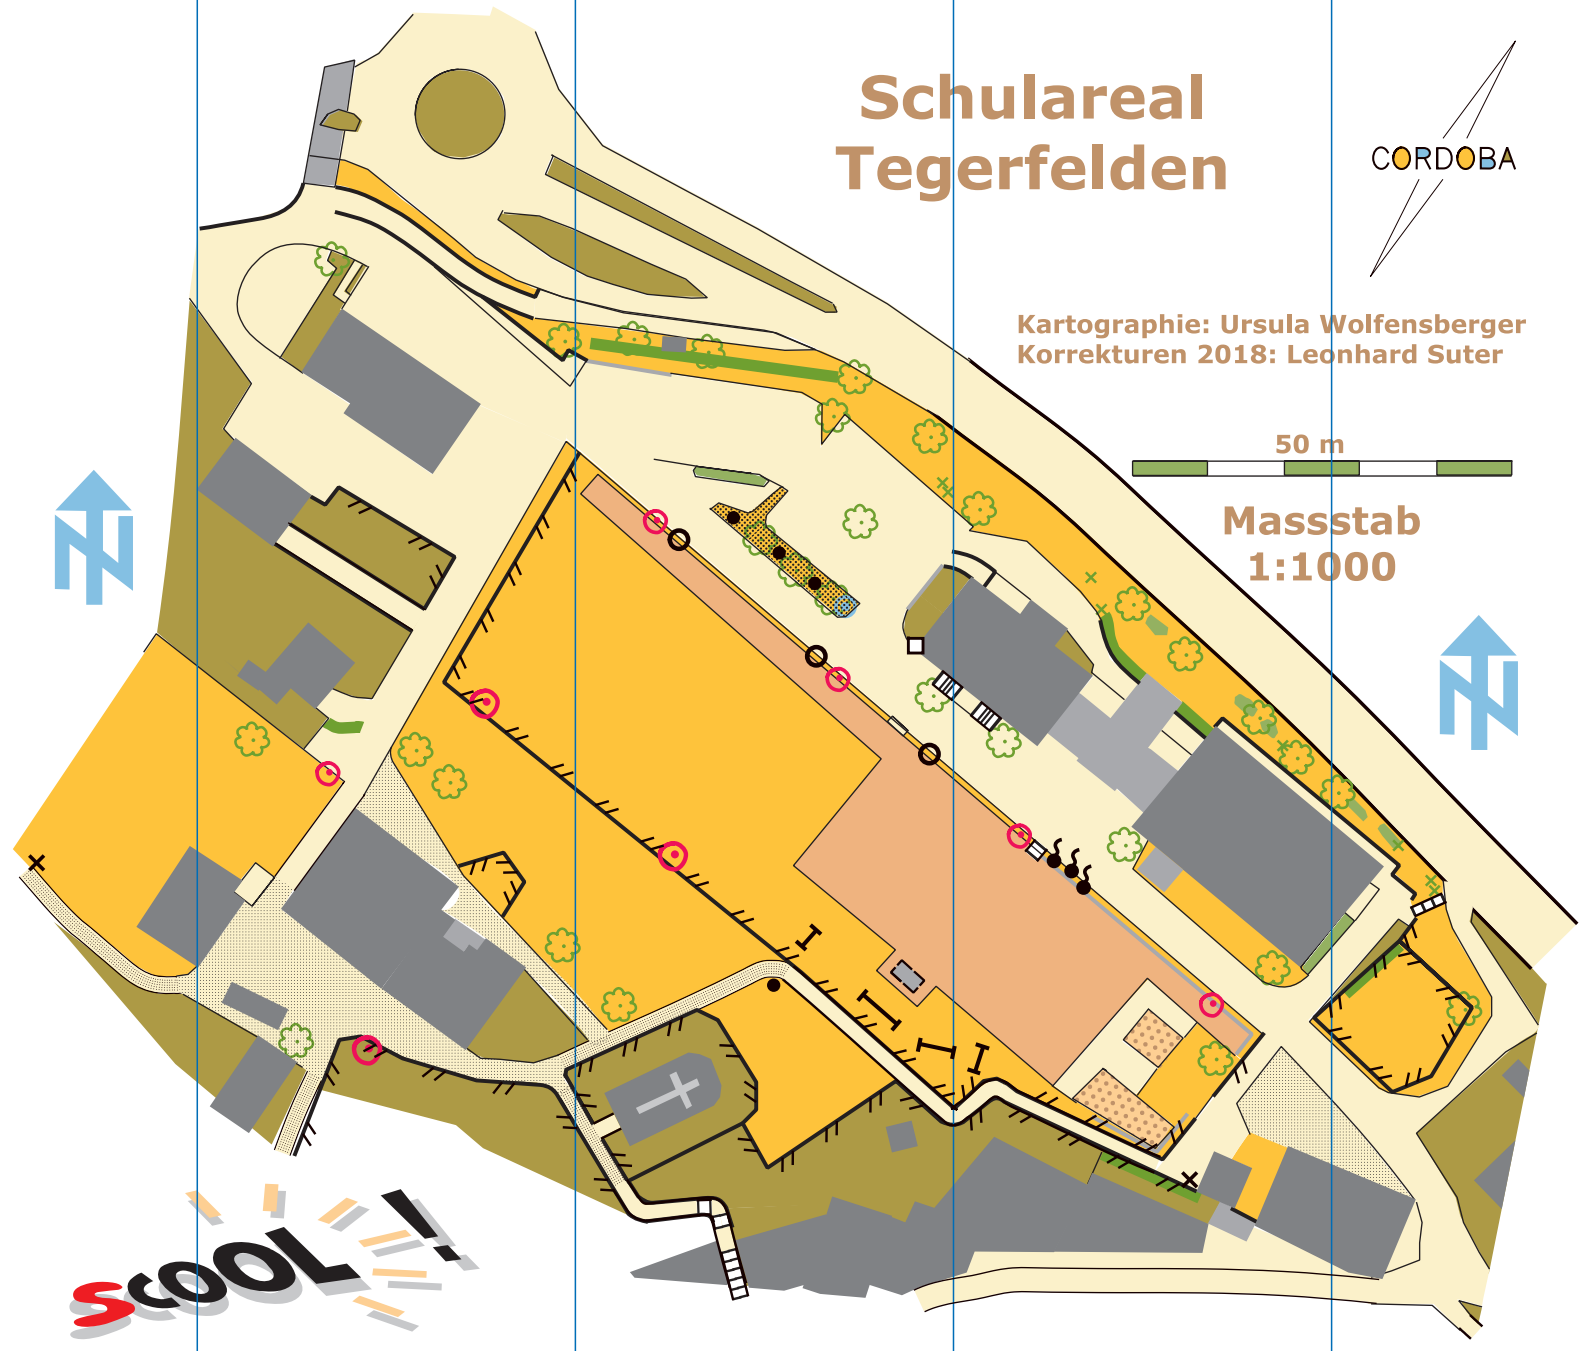 Schulareal
Tegerfelden
CORDOBA
Kartographie: Ursula Wolfensberger
Korrekturen 2018: Leonhard Suter
50 m
Massstab
1:1000
N
N
sCOOL!